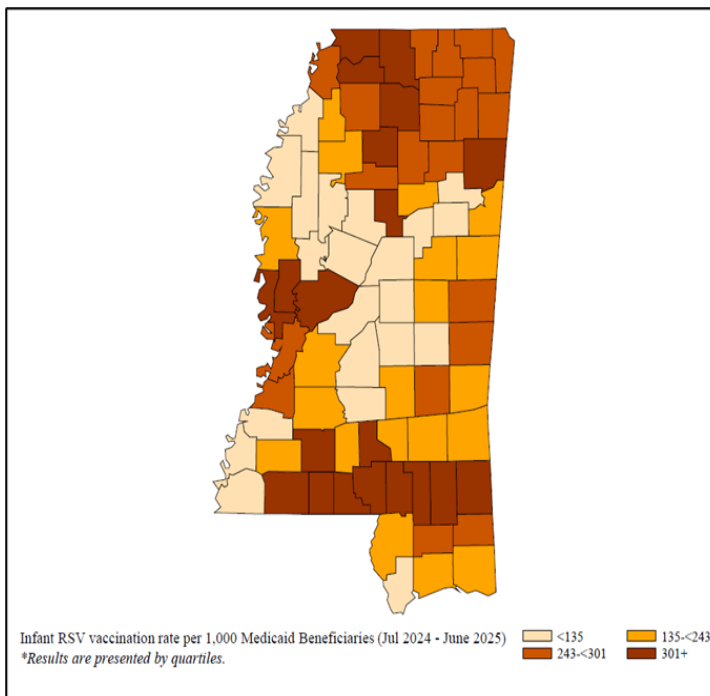 Infant RSV vaccination rate per 1,000 Medicaid Beneficiaries (Jul 2024 - June 2025)
*Results are presented by quartiles.
<135
135-<243
243-<301
301+